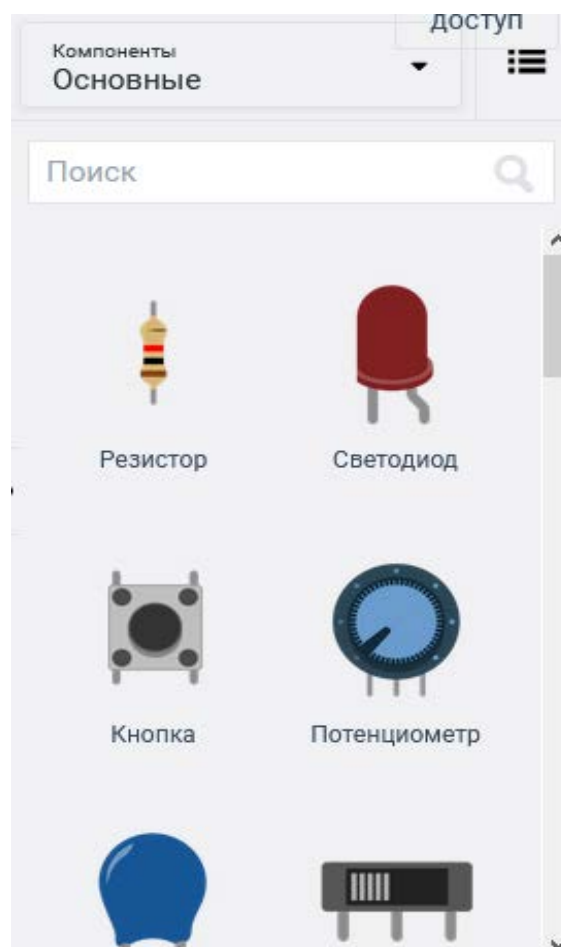 доступ
Компоненты
Основные
Поиск
Резистор
Светодиод
Кнопка
Потенциометр